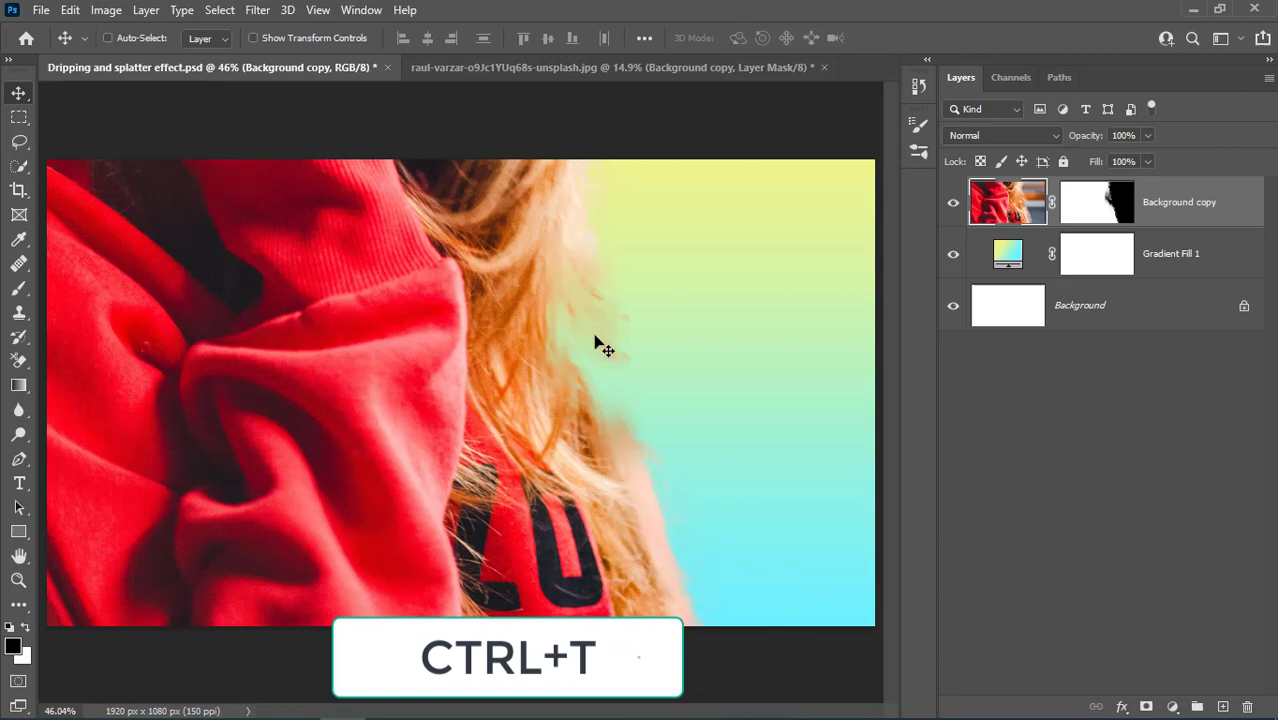 Ps File Edit Image Layer Type Select Filter 3D View Window Help
Auto-Select: Layer Show Transform Controls 3D Mode:
Dripping and splatter effect.psd @ 46% (Background copy, RGB/8) * raul-varzar-o9Jc1YUq68s-unsplash.jpg @ 14.9% (Background copy, Layer Mask/8) *
Layers Channels Paths
Kind
Normal Opacity: 100%
Lock: Fill: 100%
Background copy
Gradient Fill 1
Background
CTRL+T
46.04% 1920 px x 1080 px (150 ppi)